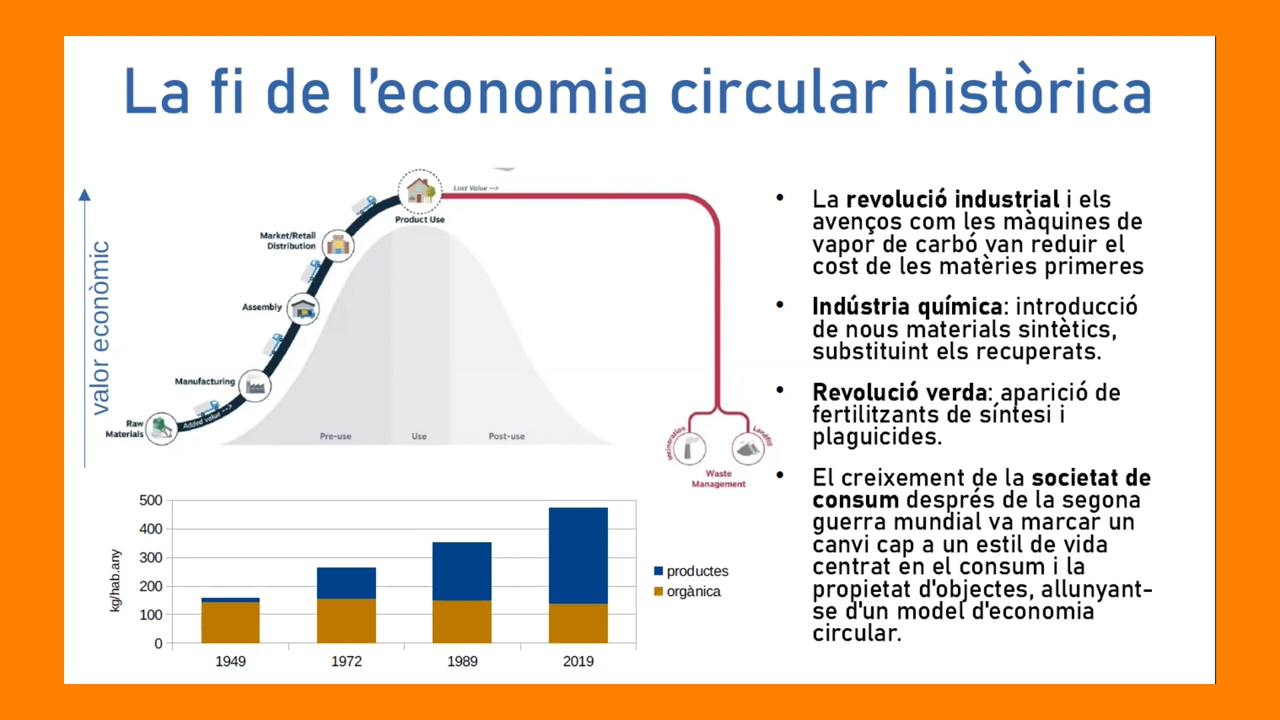 La fi de l'economia circular històrica
valor econòmic
Lost Value -->
Product Use
Market/Retail
Distribution
Assembly
Manufacturing
Added value -->
Raw
Materials
Pre-use
Use
Post-use
Incineration
Landfill
Waste
Management
500
400
300
200
100
0
kg/hab.any
1949
1972
1989
2019
productes
orgànica
• La revolució industrial i els
avenços com les màquines de
vapor de carbó van reduir el
cost de les matèries primeres
• Indústria química: introducció
de nous materials sintètics,
substituint els recuperats.
• Revolució verda: aparició de
fertilitzants de síntesi i
plaguicides.
• El creixement de la societat de
consum després de la segona
guerra mundial va marcar un
canvi cap a un estil de vida
centrat en el consum i la
propietat d'objectes, allunyant-
se d'un model d'economia
circular.